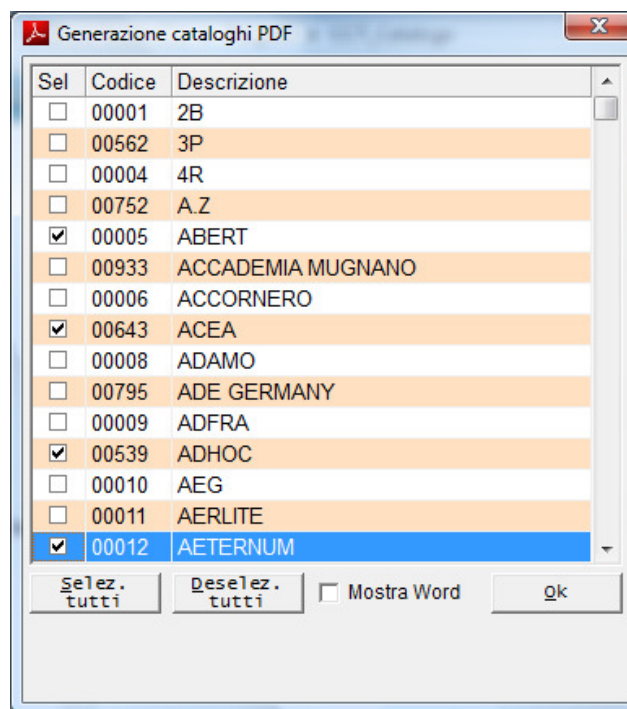 Generazione cataloghi PDF
Sel Codice Descrizione
00001 2B
00562 3P
00004 4R
00752 A.Z
00005 ABERT
00933 ACCADEMIA MUGNANO
00006 ACCORNERO
00643 ACEA
00008 ADAMO
00795 ADE GERMANY
00009 ADFRA
00539 ADHOC
00010 AEG
00011 AERLITE
00012 AETERNUM
Selez. tutti Deselez. tutti Mostra Word Ok